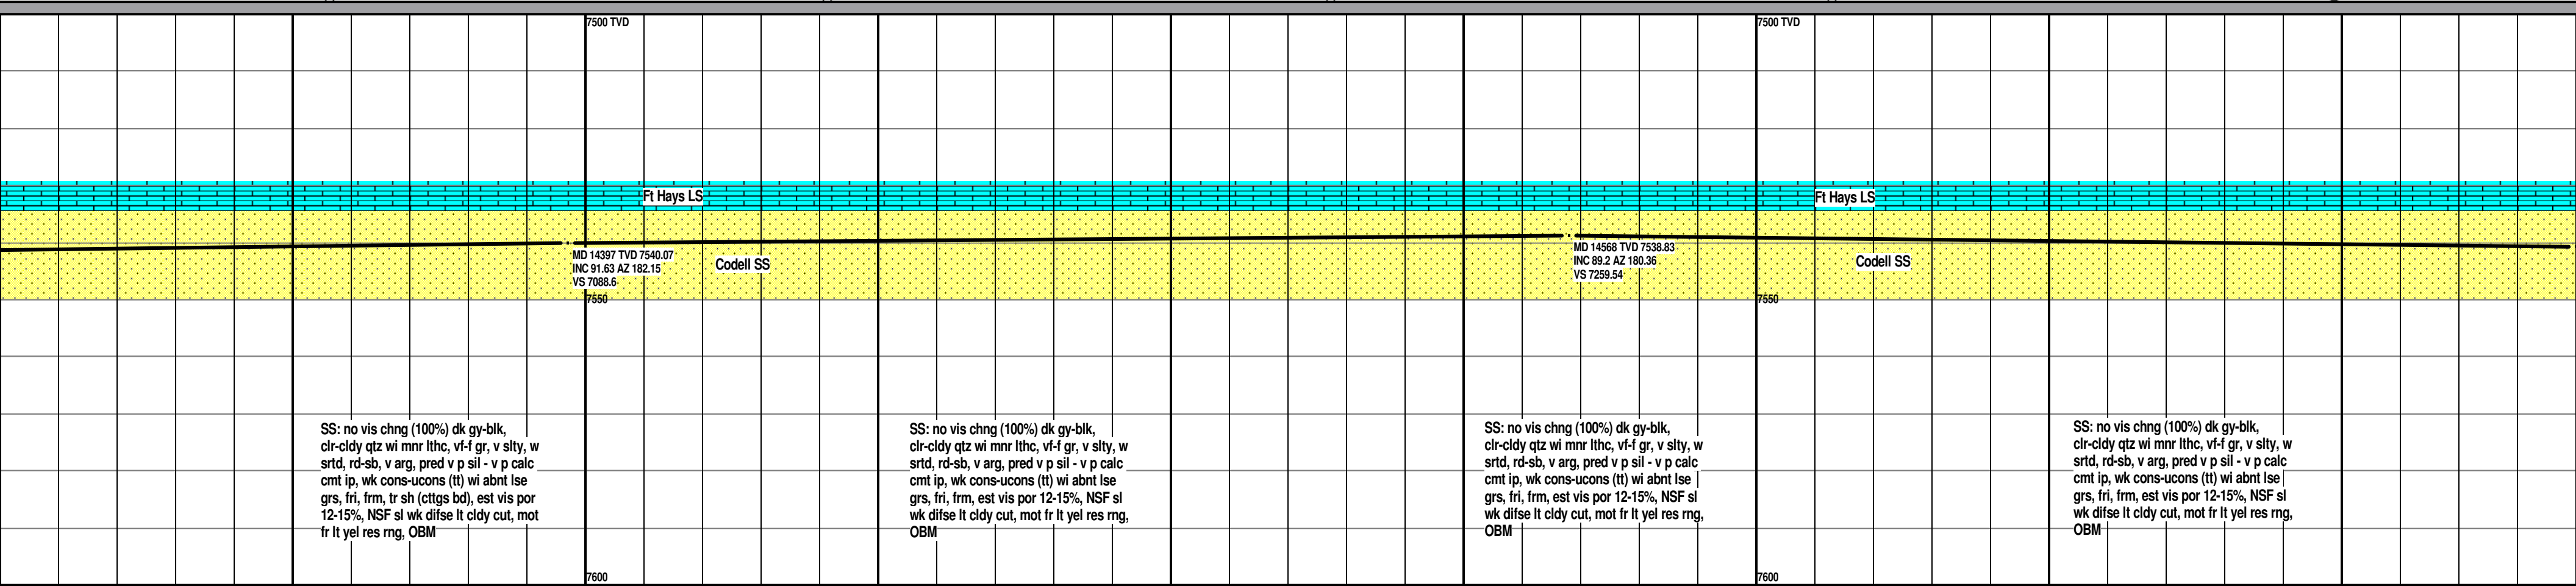 7500 TVD
7500 TVD
Ft Hays LS
Ft Hays LS
MD 14397 TVD 7540.07
INC 91.63 AZ 182.15
VS 7088.6
Codell SS
MD 14568 TVD 7538.83
INC 89.2 AZ 180.36
VS 7259.54
Codell SS
7550
7550
SS: no vis chng (100%) dk gy-blk,
clr-cldy qtz wi mnr lthc, vf-f gr, v slty, w
srtd, rd-sb, v arg, pred v p sil - v p calc
cmt ip, wk cons-ucons (tt) wi abnt lse
grs, fri, frm, tr sh (cttgs bd), est vis por
12-15%, NSF sl wk difse lt cldy cut, mot
fr lt yel res rng, OBM
SS: no vis chng (100%) dk gy-blk,
clr-cldy qtz wi mnr lthc, vf-f gr, v slty, w
srtd, rd-sb, v arg, pred v p sil - v p calc
cmt ip, wk cons-ucons (tt) wi abnt lse
grs, fri, frm, est vis por 12-15%, NSF sl
wk difse lt cldy cut, mot fr lt yel res rng,
OBM
SS: no vis chng (100%) dk gy-blk,
clr-cldy qtz wi mnr lthc, vf-f gr, v slty, w
srtd, rd-sb, v arg, pred v p sil - v p calc
cmt ip, wk cons-ucons (tt) wi abnt lse
grs, fri, frm, est vis por 12-15%, NSF sl
wk difse lt cldy cut, mot fr lt yel res rng,
OBM
SS: no vis chng (100%) dk gy-blk,
clr-cldy qtz wi mnr lthc, vf-f gr, v slty, w
srtd, rd-sb, v arg, pred v p sil - v p calc
cmt ip, wk cons-ucons (tt) wi abnt lse
grs, fri, frm, est vis por 12-15%, NSF sl
wk difse lt cldy cut, mot fr lt yel res rng,
OBM
7600
7600